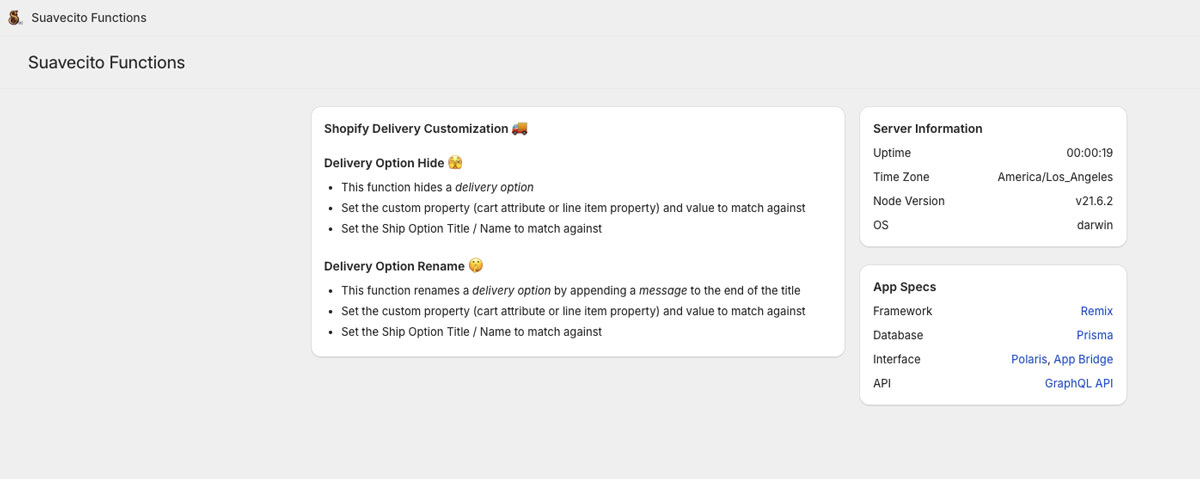 Suavecito Functions
Suavecito Functions
Shopify Delivery Customization 🚚
Delivery Option Hide 🫣
• This function hides a delivery option
• Set the custom property (cart attribute or line item property) and value to match against
• Set the Ship Option Title / Name to match against
Delivery Option Rename 🤫
• This function renames a delivery option by appending a message to the end of the title
• Set the custom property (cart attribute or line item property) and value to match against
• Set the Ship Option Title / Name to match against
Server Information
Uptime 00:00:19
Time Zone America/Los_Angeles
Node Version v21.6.2
OS darwin
App Specs
Framework Remix
Database Prisma
Interface Polaris, App Bridge
API GraphQL API